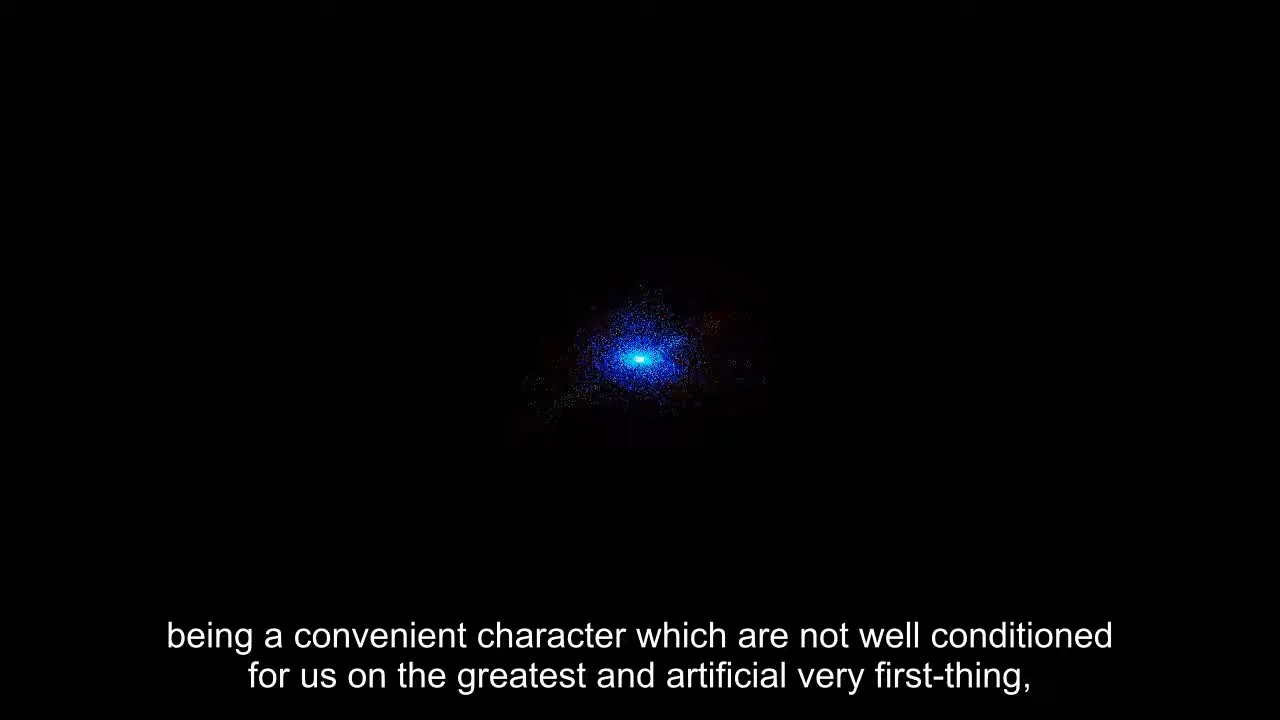 being a convenient character which are not well conditioned
for us on the greatest and artificial very first-thing,